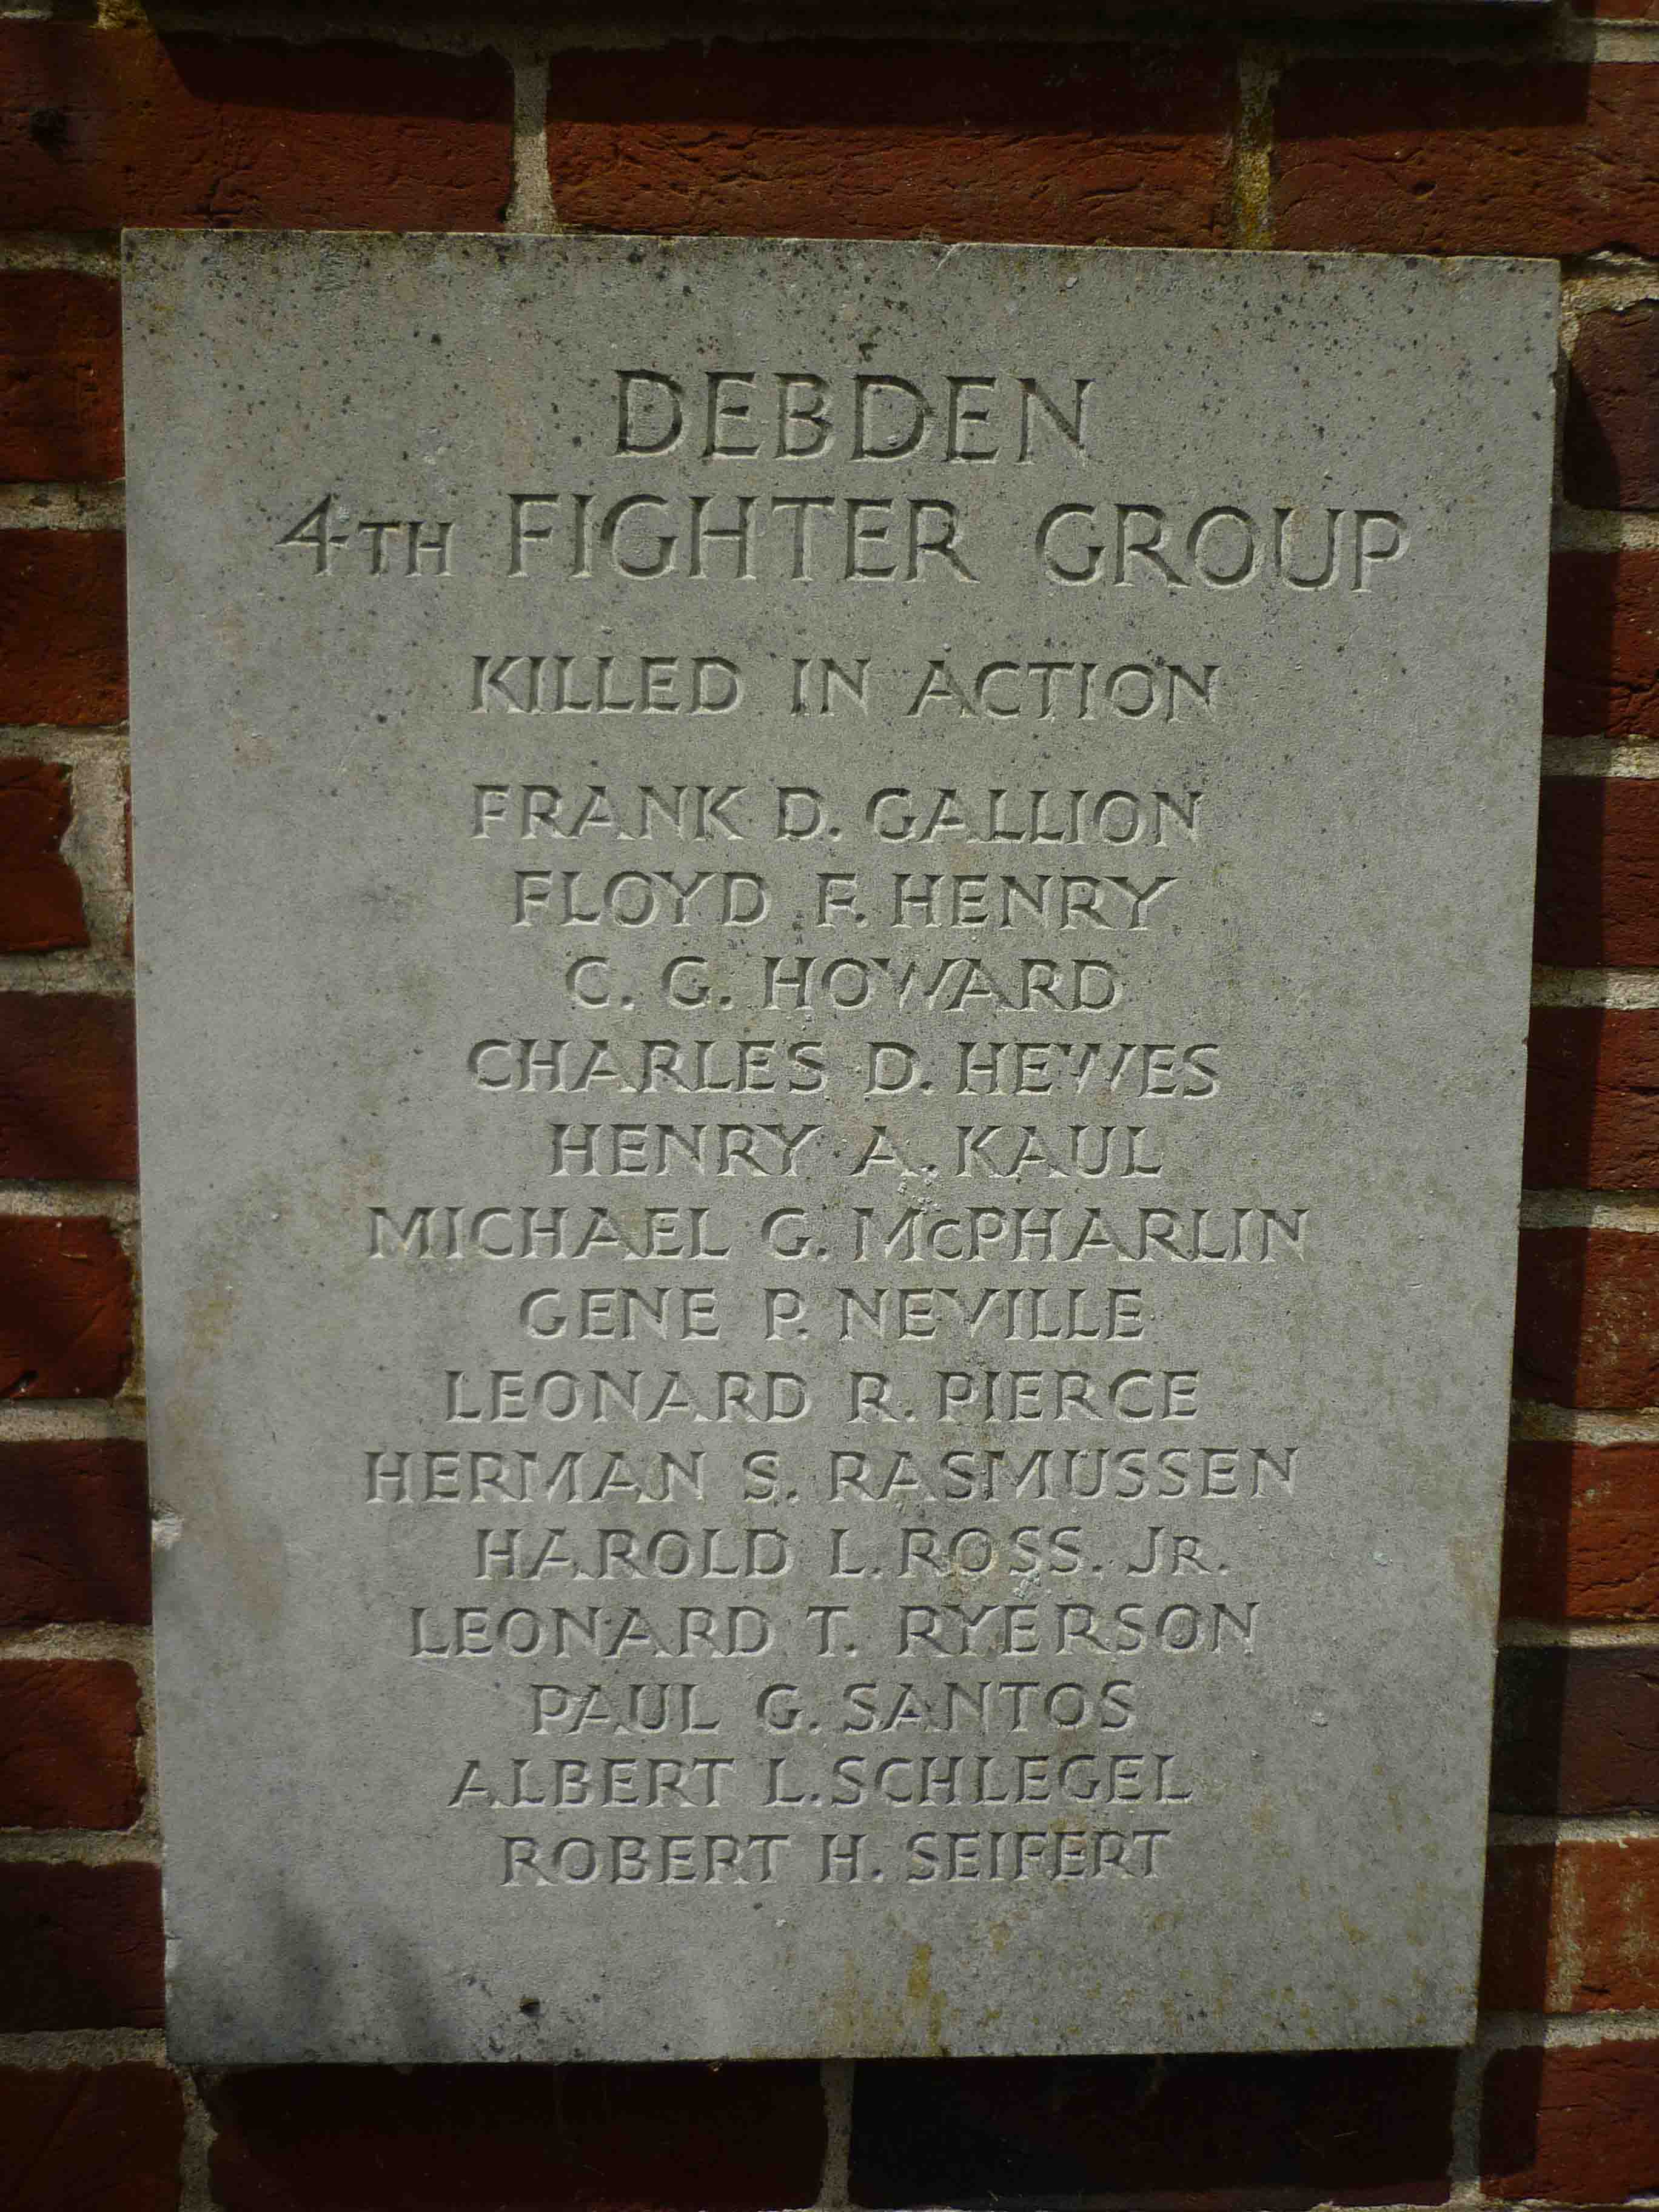 DEBDEN
4TH FIGHTER GROUP
KILLED IN ACTION
FRANK D. GALLION
FLOYD F. HENRY
C. G. HOWARD
CHARLES D. HEWES
HENRY A. KAUL
MICHAEL G. McPHARLIN
GENE P. NEVILLE
LEONARD R. PIERCE
HERMAN S. RASMUSSEN
HAROLD L. ROSS. JR.
LEONARD T. RYERSON
PAUL G. SANTOS
ALBERT L. SCHLEGEL
ROBERT H. SEIFERT